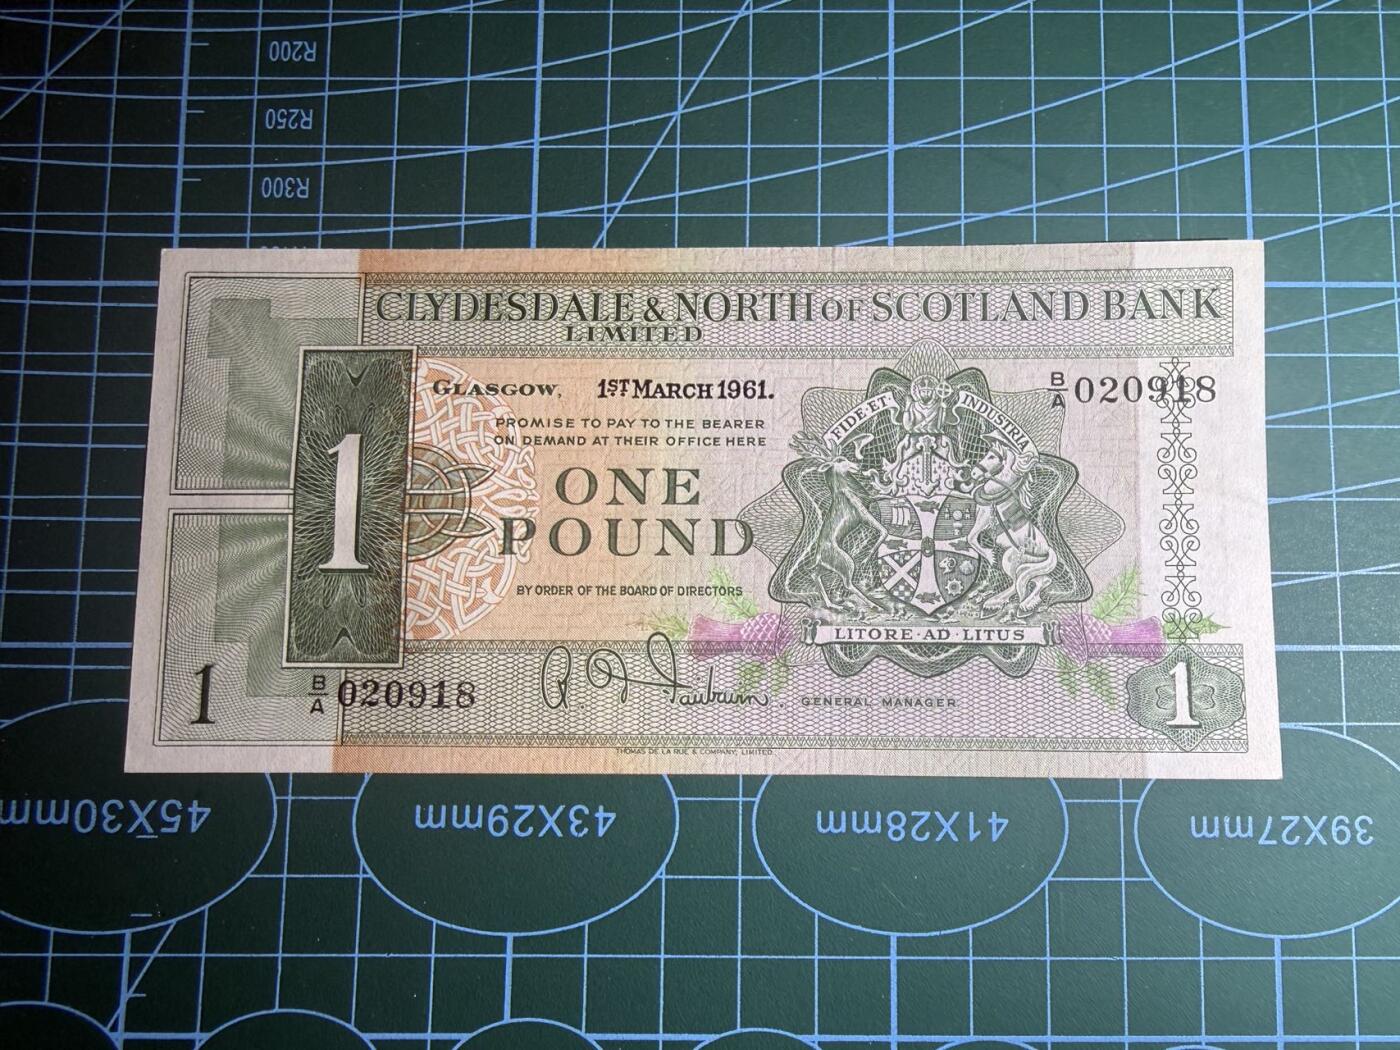 R200
R250
R300
CLYDESDALE & NORTH OF SCOTLAND BANK
LIMITED
GLASGOW, 1ST MARCH 1961.
B/A 020918
PROMISE TO PAY TO THE BEARER
ON DEMAND AT THEIR OFFICE HERE
ONE
POUND
BY ORDER OF THE BOARD OF DIRECTORS
1
FIDE·ET· INDUSTRIA
LITORE·AD·LITUS
1
B/A 020918
R. D. Fairbairn.
GENERAL MANAGER
1
THOMAS DE LA RUE & COMPANY, LIMITED.
45X30mm
43X29mm
41X28mm
39X27mm